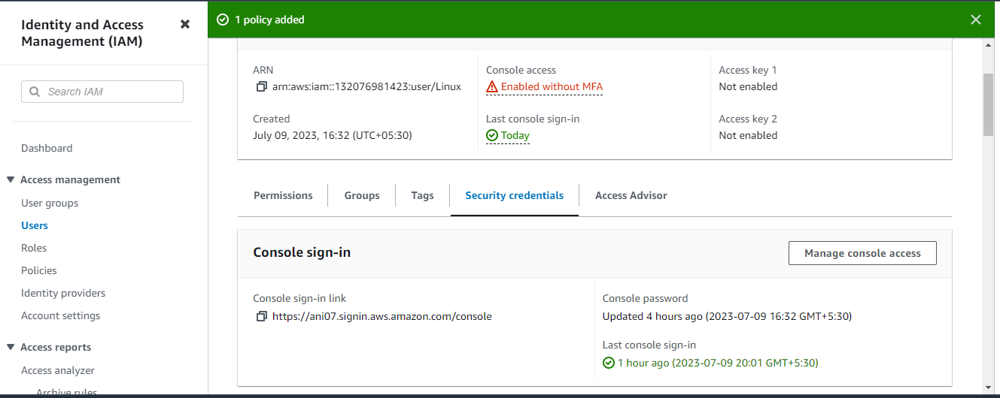 Identity and Access
Management (IAM)
Search IAM
Dashboard
Access management
User groups
Users
Roles
Policies
Identity providers
Account settings
Access reports
Access analyzer
Archive rules
1 policy added
ARN
arn:aws:iam::132076981423:user/Linux
Console access
Enabled without MFA
Access key 1
Not enabled
Created
July 09, 2023, 16:32 (UTC+05:30)
Last console sign-in
Today
Access key 2
Not enabled
Permissions
Groups
Tags
Security credentials
Access Advisor
Console sign-in
Manage console access
Console sign-in link
https://ani07.signin.aws.amazon.com/console
Console password
Updated 4 hours ago (2023-07-09 16:32 GMT+5:30)
Last console sign-in
1 hour ago (2023-07-09 20:01 GMT+5:30)